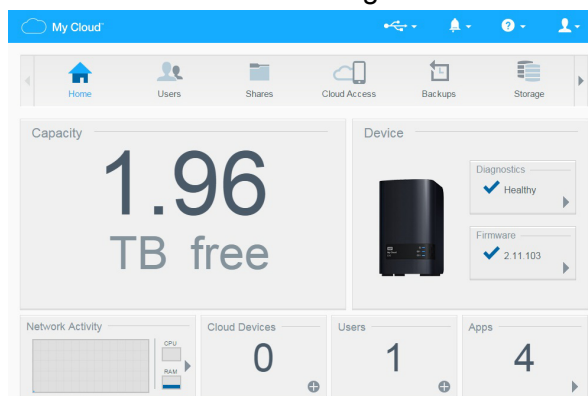 My Cloud™
Home Users Shares Cloud Access Backups Storage
Capacity
1.96
TB free
Device
Diagnostics
Healthy
Firmware
2.11.103
Network Activity
CPU
RAM
Cloud Devices
0
Users
1
Apps
4